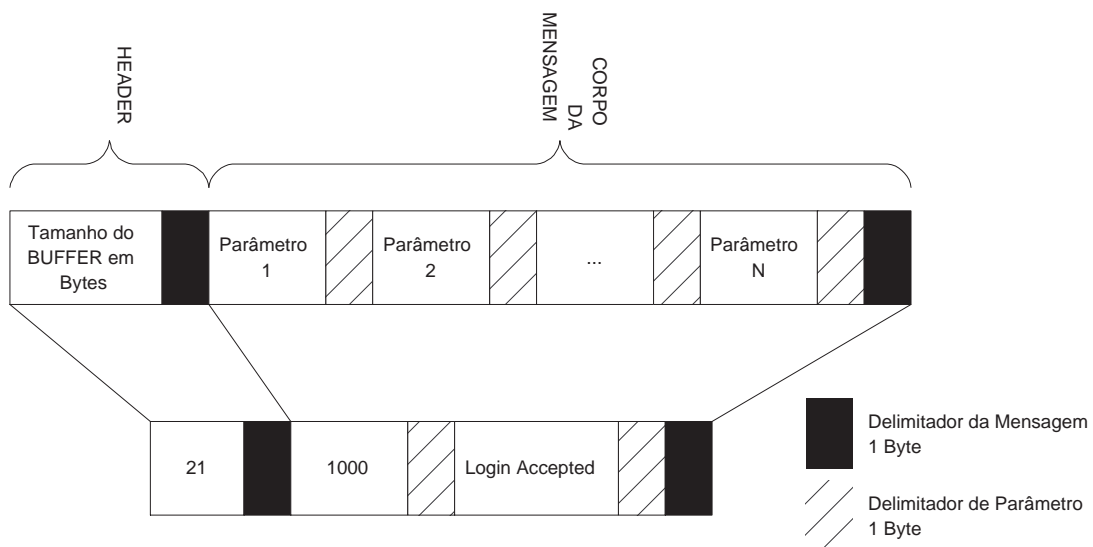 HEADER
CORPO
DA
MENSAGEM
Tamanho do
BUFFER em
Bytes
Parâmetro
1
Parâmetro
2
...
Parâmetro
N
21
1000
Login Accepted
Delimitador da Mensagem
1 Byte
Delimitador de Parâmetro
1 Byte